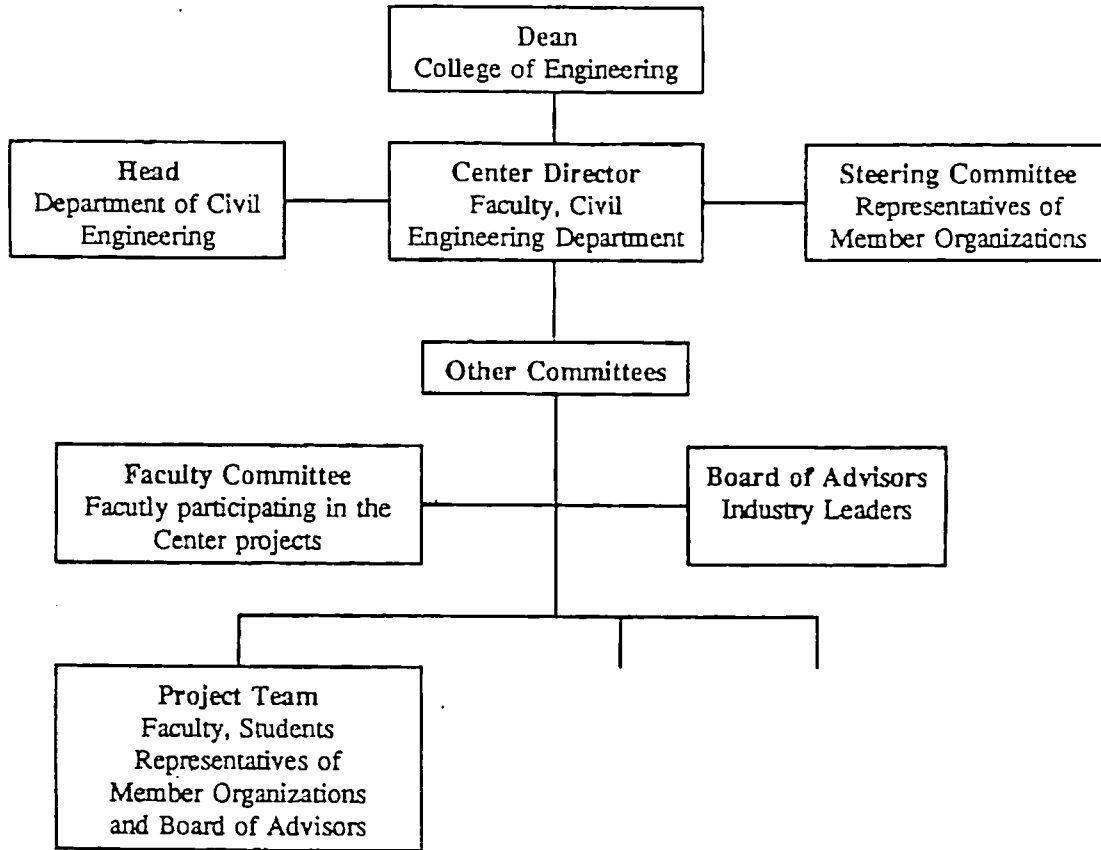 Dean
College of Engineering
Head
Department of Civil
Engineering
Center Director
Faculty, Civil
Engineering Department
Steering Committee
Representatives of
Member Organizations
Other Committees
Faculty Committee
Facutly participating in the
Center projects
Board of Advisors
Industry Leaders
Project Team
Faculty, Students
Representatives of
Member Organizations
and Board of Advisors